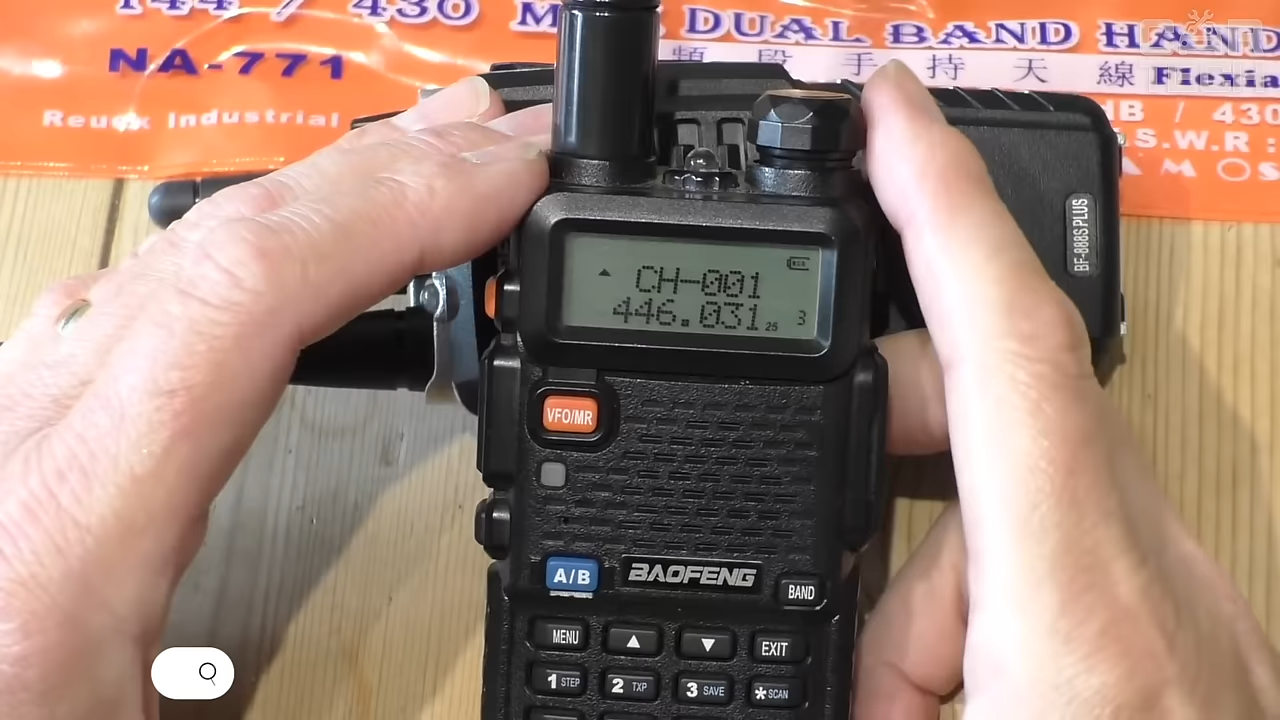 144 / 430 MHz DUAL BAND HAND
NA-771
頻 段 手 持 天 線 Flexia
Reuex Industrial
dB / 430
S.W.R :
BF-888S PLUS
CH-001
446.031 25 3
VFO/MR
A/B
BAOFENG
BAND
MENU ▲ ▼ EXIT
1 STEP 2 TXP 3 SAVE * SCAN